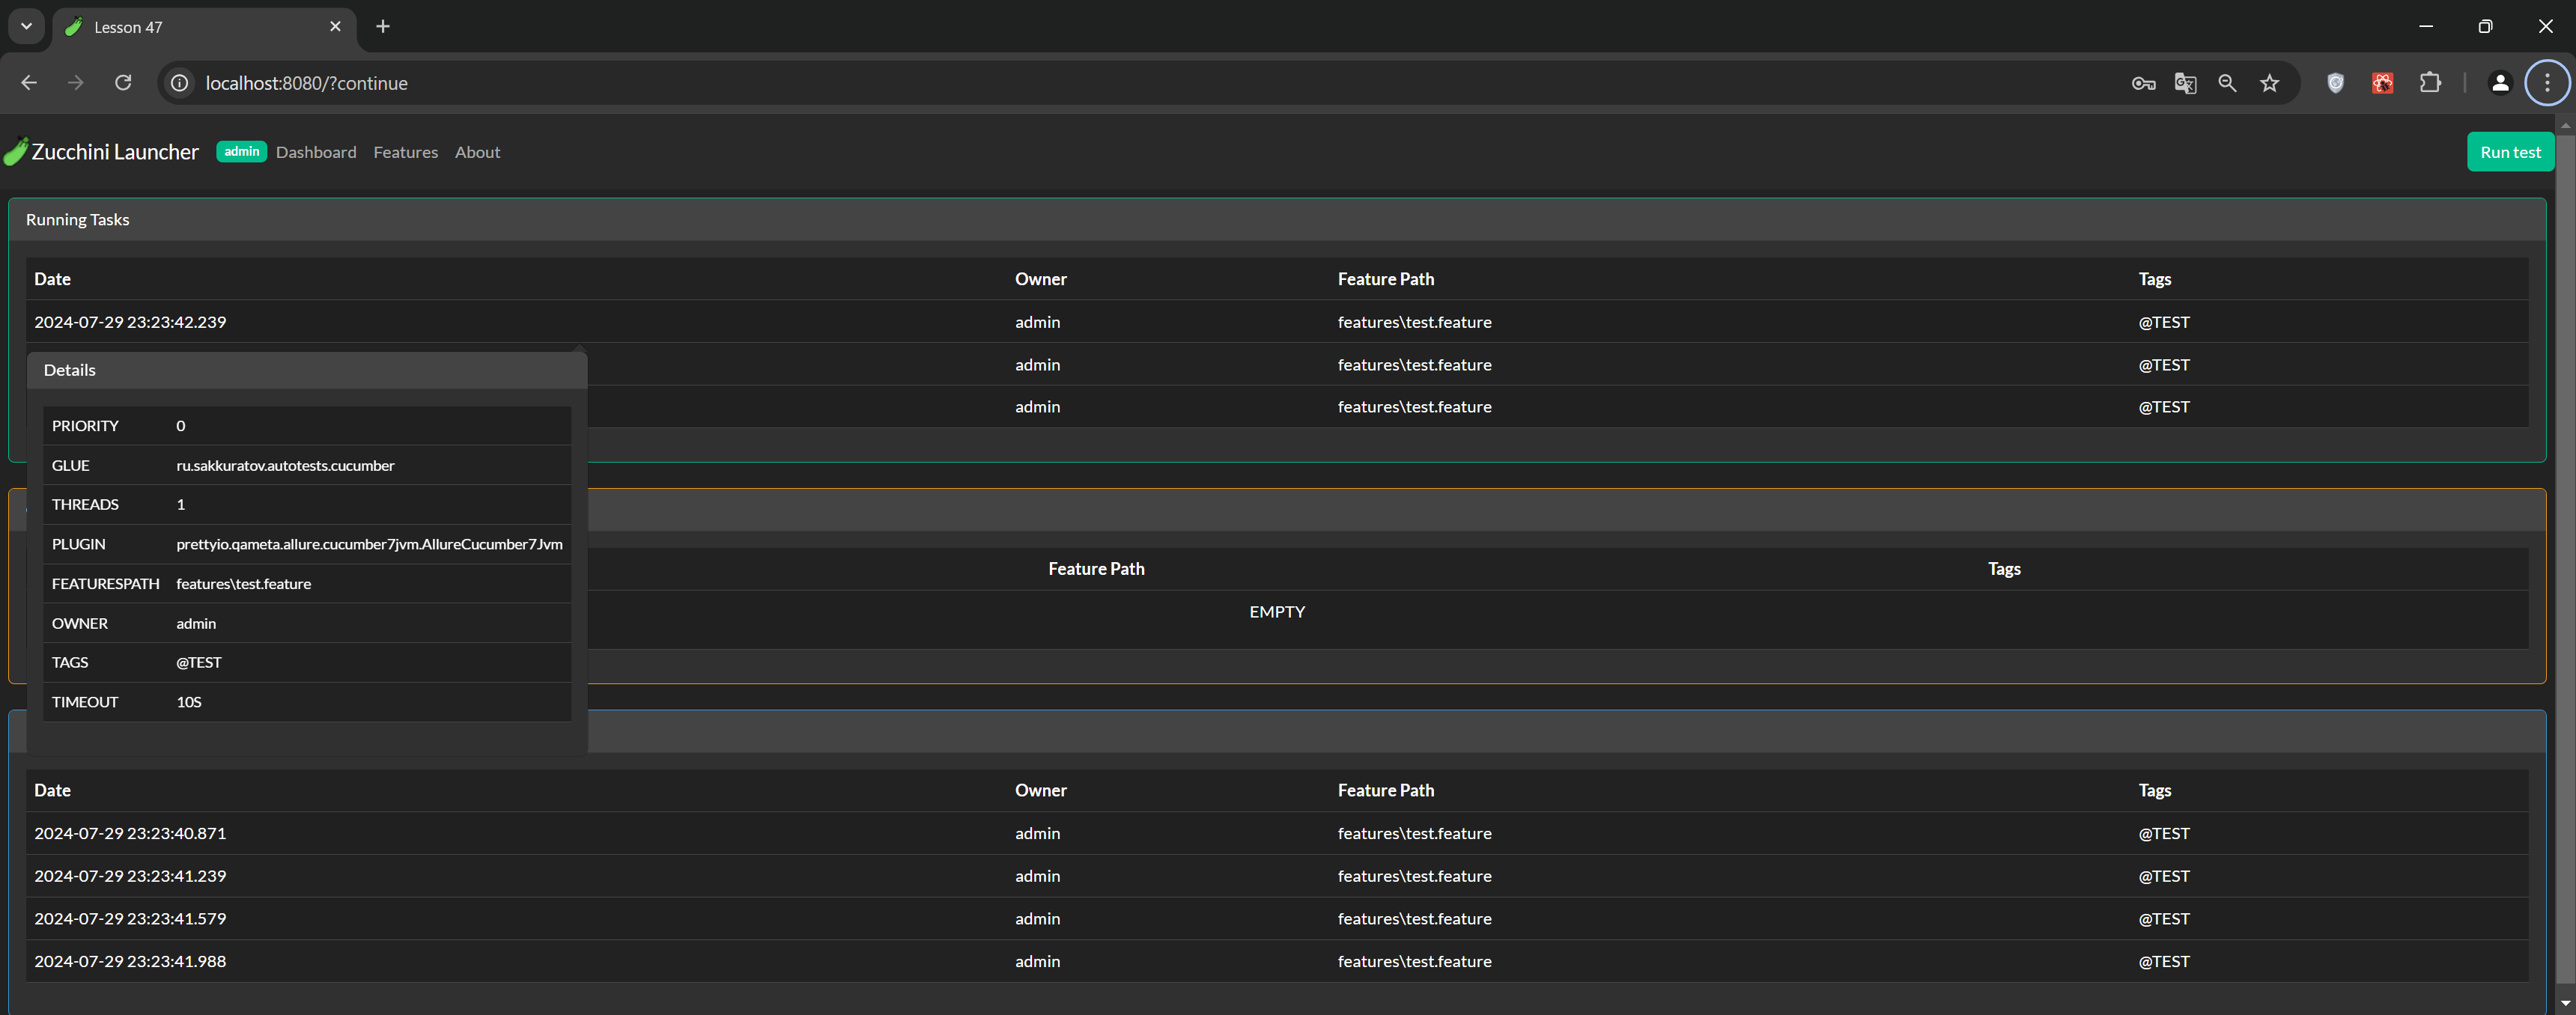 Lesson 47
localhost:8080/?continue
Zucchini Launcher admin Dashboard Features About Run test
Running Tasks
Date Owner Feature Path Tags
2024-07-29 23:23:42.239 admin features\test.feature @TEST
admin features\test.feature @TEST
admin features\test.feature @TEST
Details
PRIORITY 0
GLUE ru.sakkuratov.autotests.cucumber
THREADS 1
PLUGIN prettyio.qameta.allure.cucumber7jvm.AllureCucumber7Jvm
FEATURESPATH features\test.feature
OWNER admin
TAGS @TEST
TIMEOUT 10S
Feature Path Tags
EMPTY
Date Owner Feature Path Tags
2024-07-29 23:23:40.871 admin features\test.feature @TEST
2024-07-29 23:23:41.239 admin features\test.feature @TEST
2024-07-29 23:23:41.579 admin features\test.feature @TEST
2024-07-29 23:23:41.988 admin features\test.feature @TEST